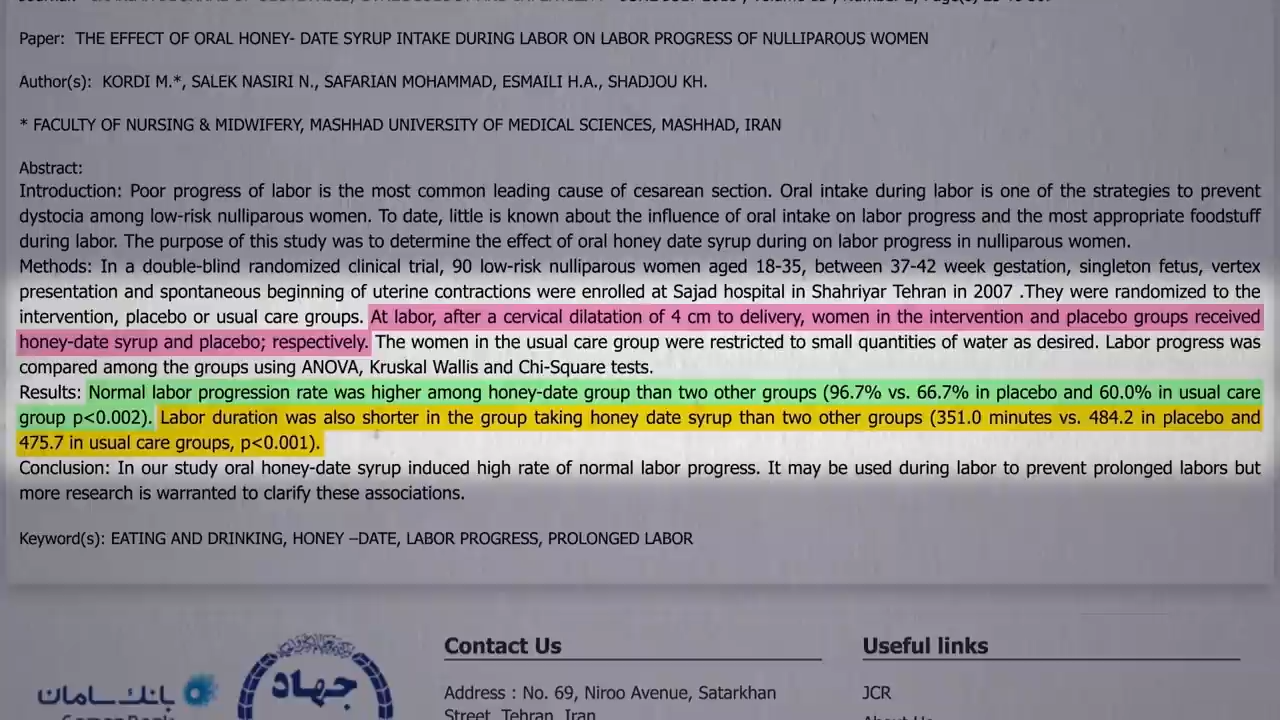 Paper: THE EFFECT OF ORAL HONEY- DATE SYRUP INTAKE DURING LABOR ON LABOR PROGRESS OF NULLIPAROUS WOMEN
Author(s): KORDI M.*, SALEK NASIRI N., SAFARIAN MOHAMMAD, ESMAILI H.A., SHADJOU KH.
* FACULTY OF NURSING & MIDWIFERY, MASHHAD UNIVERSITY OF MEDICAL SCIENCES, MASHHAD, IRAN
Abstract:
Introduction: Poor progress of labor is the most common leading cause of cesarean section. Oral intake during labor is one of the strategies to prevent
dystocia among low-risk nulliparous women. To date, little is known about the influence of oral intake on labor progress and the most appropriate foodstuff
during labor. The purpose of this study was to determine the effect of oral honey date syrup during on labor progress in nulliparous women.
Methods: In a double-blind randomized clinical trial, 90 low-risk nulliparous women aged 18-35, between 37-42 week gestation, singleton fetus, vertex
presentation and spontaneous beginning of uterine contractions were enrolled at Sajad hospital in Shahriyar Tehran in 2007 .They were randomized to the
intervention, placebo or usual care groups. At labor, after a cervical dilatation of 4 cm to delivery, women in the intervention and placebo groups received
honey-date syrup and placebo; respectively. The women in the usual care group were restricted to small quantities of water as desired. Labor progress was
compared among the groups using ANOVA, Kruskal Wallis and Chi-Square tests.
Results: Normal labor progression rate was higher among honey-date group than two other groups (96.7% vs. 66.7% in placebo and 60.0% in usual care
group p<0.002). Labor duration was also shorter in the group taking honey date syrup than two other groups (351.0 minutes vs. 484.2 in placebo and
475.7 in usual care groups, p<0.001).
Conclusion: In our study oral honey-date syrup induced high rate of normal labor progress. It may be used during labor to prevent prolonged labors but
more research is warranted to clarify these associations.
Keyword(s): EATING AND DRINKING, HONEY –DATE, LABOR PROGRESS, PROLONGED LABOR
Contact Us
Useful links
بانک سامان
جهاد
Address : No. 69, Niroo Avenue, Satarkhan
JCR
Street, Tehran, Iran